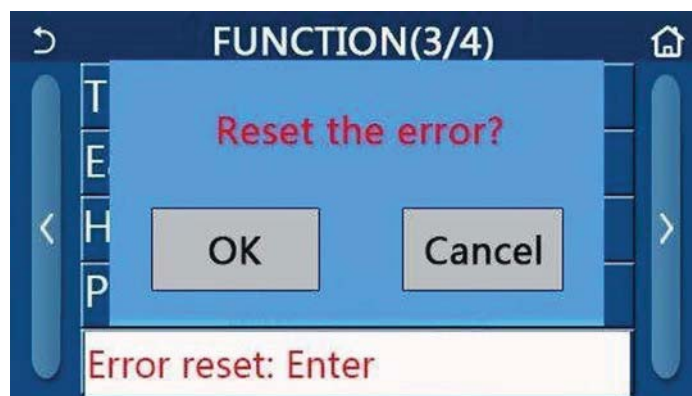 FUNCTION(3/4)
T
Reset the error?
E
H
OK
Cancel
P
Error reset: Enter